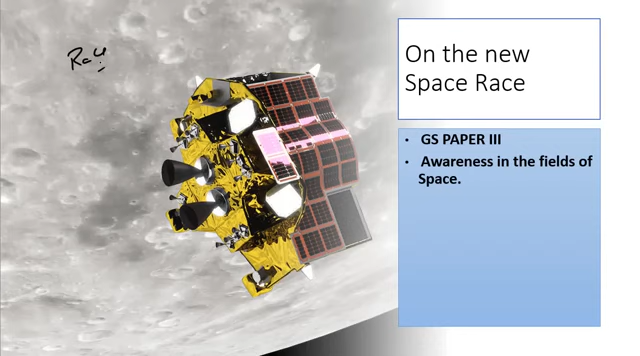 On the new
Space Race
• GS PAPER III
• Awareness in the fields of
Space.